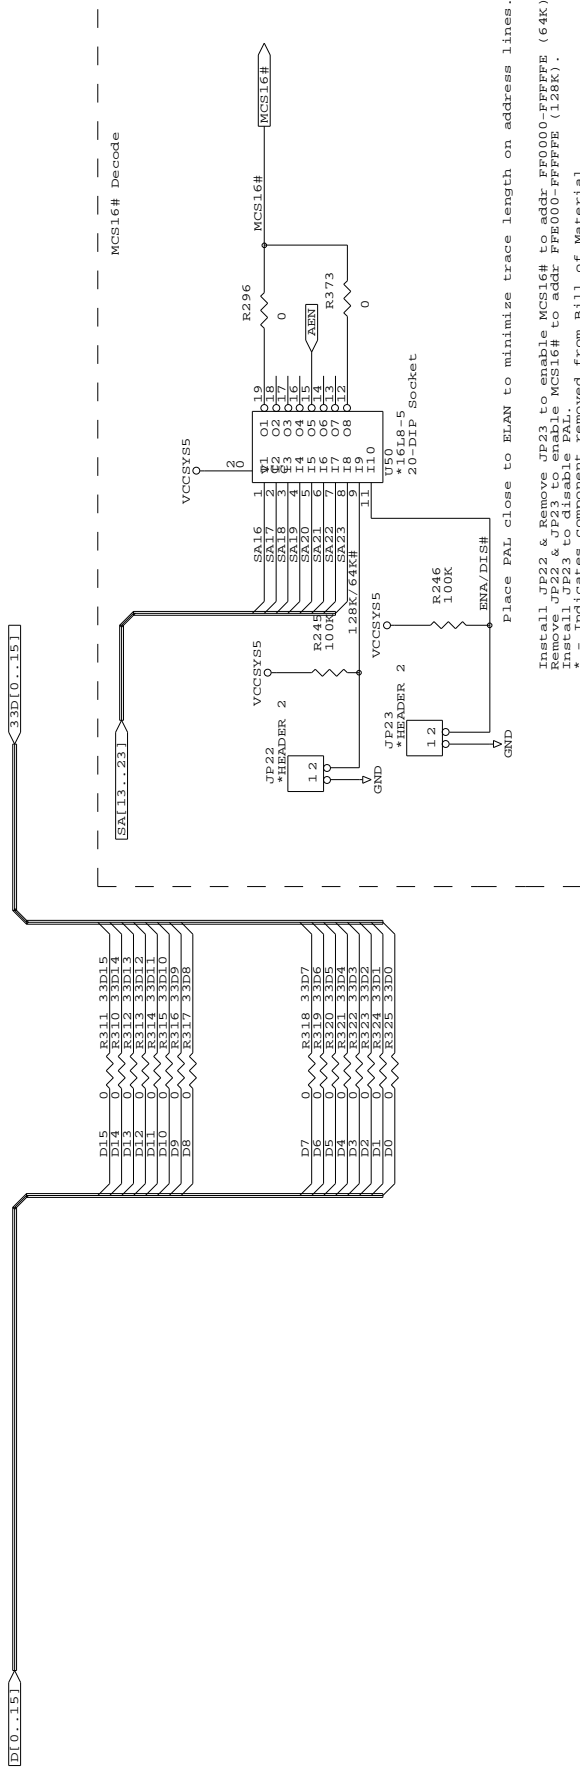 D[0..15]
33D[0..15]
D15 0 R311 33D15
D14 0 R310 33D14
D13 0 R312 33D13
D12 0 R313 33D12
D11 0 R314 33D11
D10 0 R315 33D10
D9 0 R316 33D9
D8 0 R317 33D8
D7 0 R318 33D7
D6 0 R319 33D6
D5 0 R320 33D5
D4 0 R321 33D4
D3 0 R322 33D3
D2 0 R323 33D2
D1 0 R324 33D1
D0 0 R325 33D0
MCS16# Decode
SA[13..23]
VCCSYS5
20
SA16 1 I1 O1 19
SA17 2 I2 O2 18
SA18 3 I3 O3 17
SA19 4 I4 O4 16
SA20 5 I5 O5 15
SA21 6 I6 O6 14
SA22 7 I7 O7 13
SA23 8 I8 O8 12
128K/64K# 9 I9
11 I10
U50
*16L8-5
20-DIP Socket
R296
0
R373
0
AEN
MCS16#
MCS16#
VCCSYS5
R245
100K
JP22
*HEADER 2
1 2
GND
VCCSYS5
R246
100K
ENA/DIS#
JP23
*HEADER 2
1 2
GND
Place PAL close to ELAN to minimize trace length on address lines.
Install JP22 & Remove JP23 to enable MCS16# to addr FF0000-FFFFFE (64K)
Remove JP22 & JP23 to enable MCS16# to addr FFE000-FFFFFE (128K).
Install JP23 to disable PAL.
* - Indicates component removed from Bill of Material